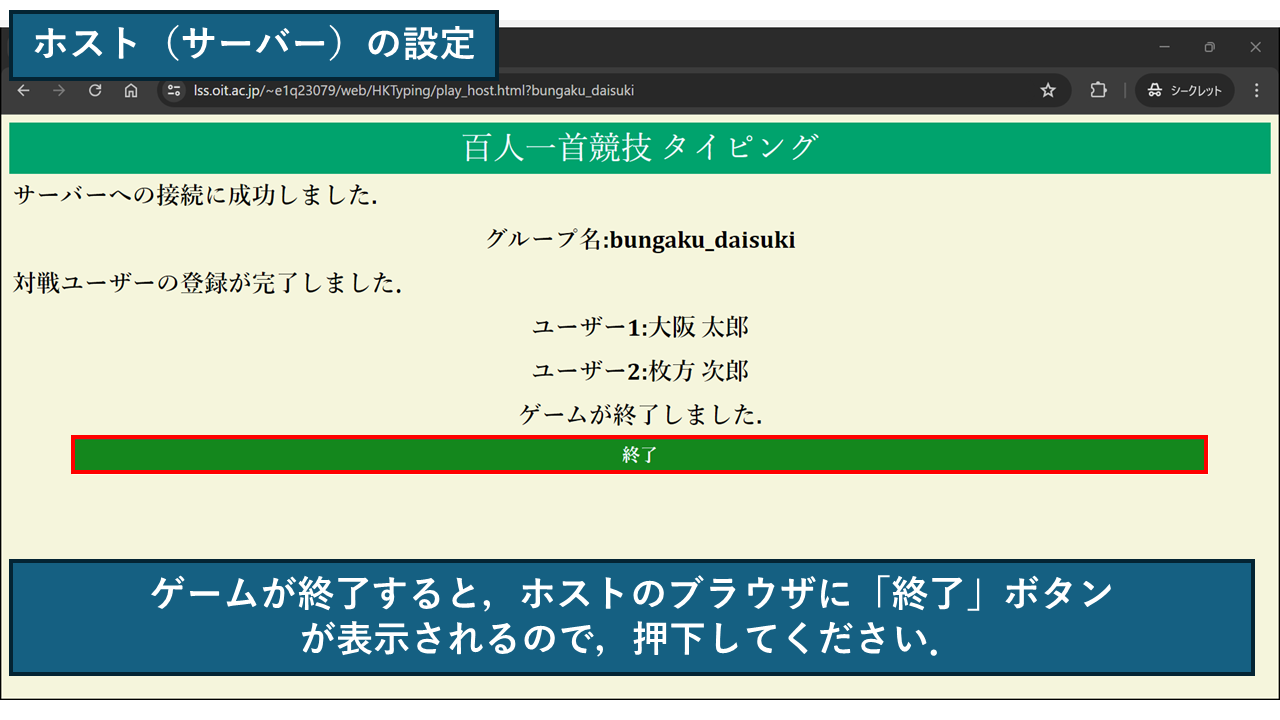 ホスト（サーバー）の設定
lss.oit.ac.jp/~e1q23079/web/HKTyping/play_host.html?bungaku_daisuki
シークレット
百人一首競技 タイピング
サーバーへの接続に成功しました．
グループ名:bungaku_daisuki
対戦ユーザーの登録が完了しました．
ユーザー1:大阪 太郎
ユーザー2:枚方 次郎
ゲームが終了しました．
終了
ゲームが終了すると，ホストのブラウザに「終了」ボタン
が表示されるので，押下してください．